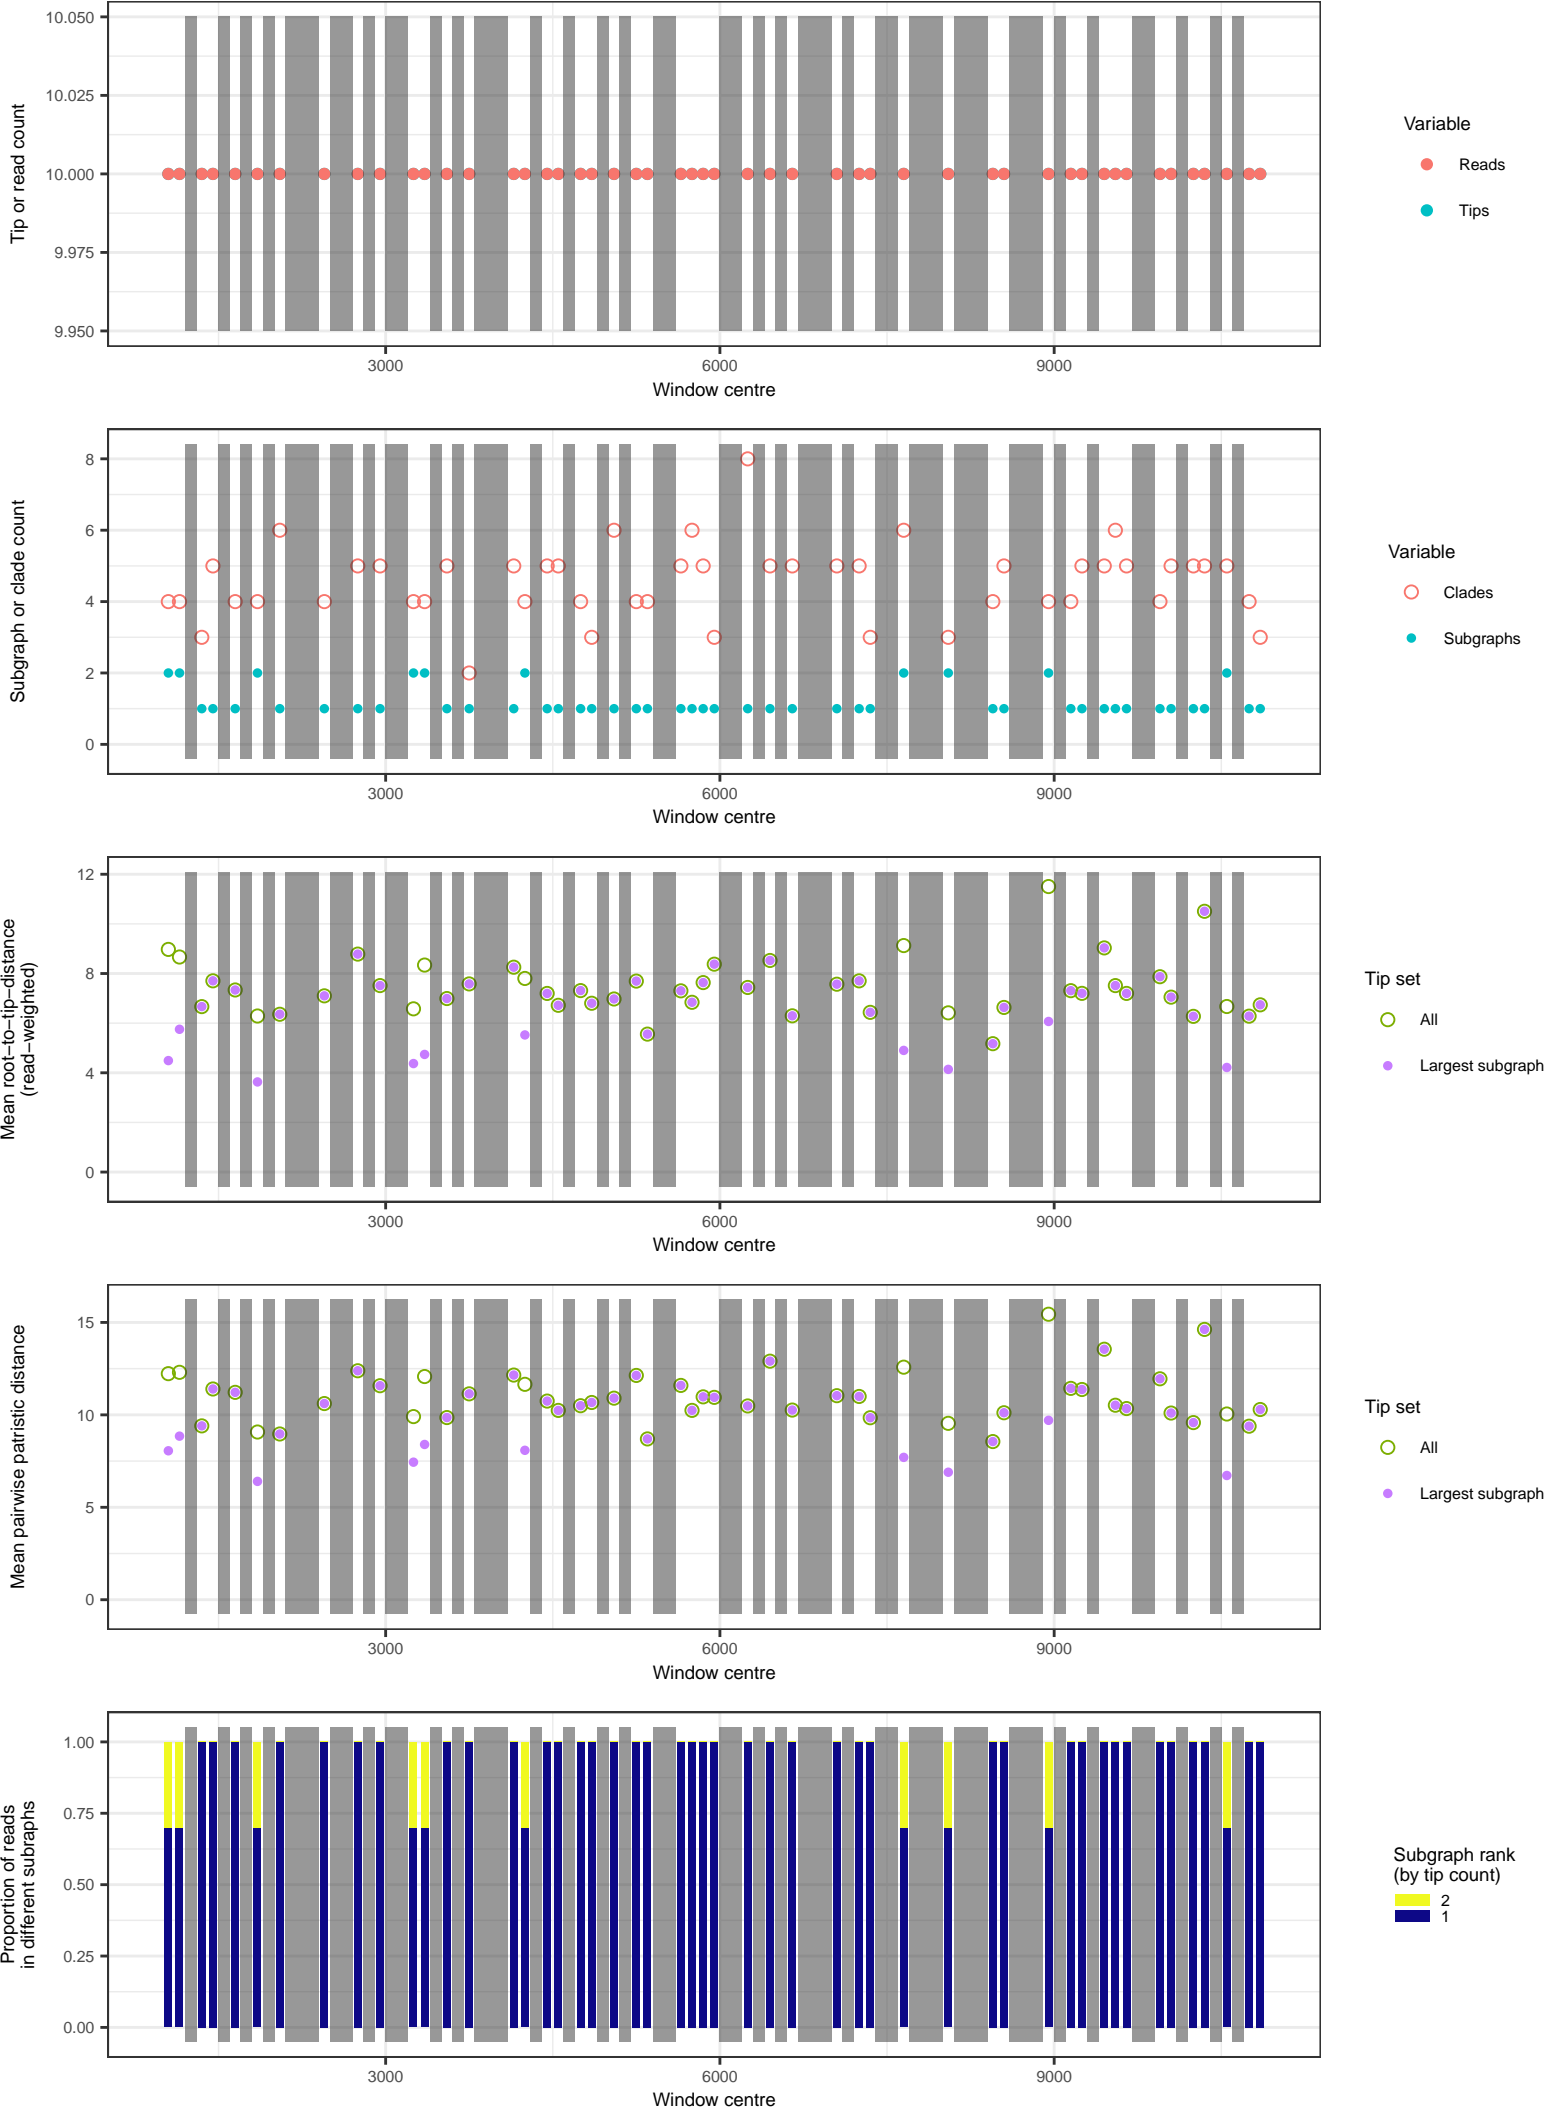 10.050
10.025
10.000
9.975
9.950
Tip or read count
3000 6000 9000
Window centre
Variable
Reads
Tips
8
6
4
2
0
Subgraph or clade count
3000 6000 9000
Window centre
Variable
Clades
Subgraphs
12
8
4
0
Mean root−to−tip−distance
(read−weighted)
3000 6000 9000
Window centre
Tip set
All
Largest subgraph
15
10
5
0
Mean pairwise patristic distance
3000 6000 9000
Window centre
Tip set
All
Largest subgraph
1.00
0.75
0.50
0.25
0.00
Proportion of reads
in different subraphs
3000 6000 9000
Window centre
Subgraph rank
(by tip count)
2
1